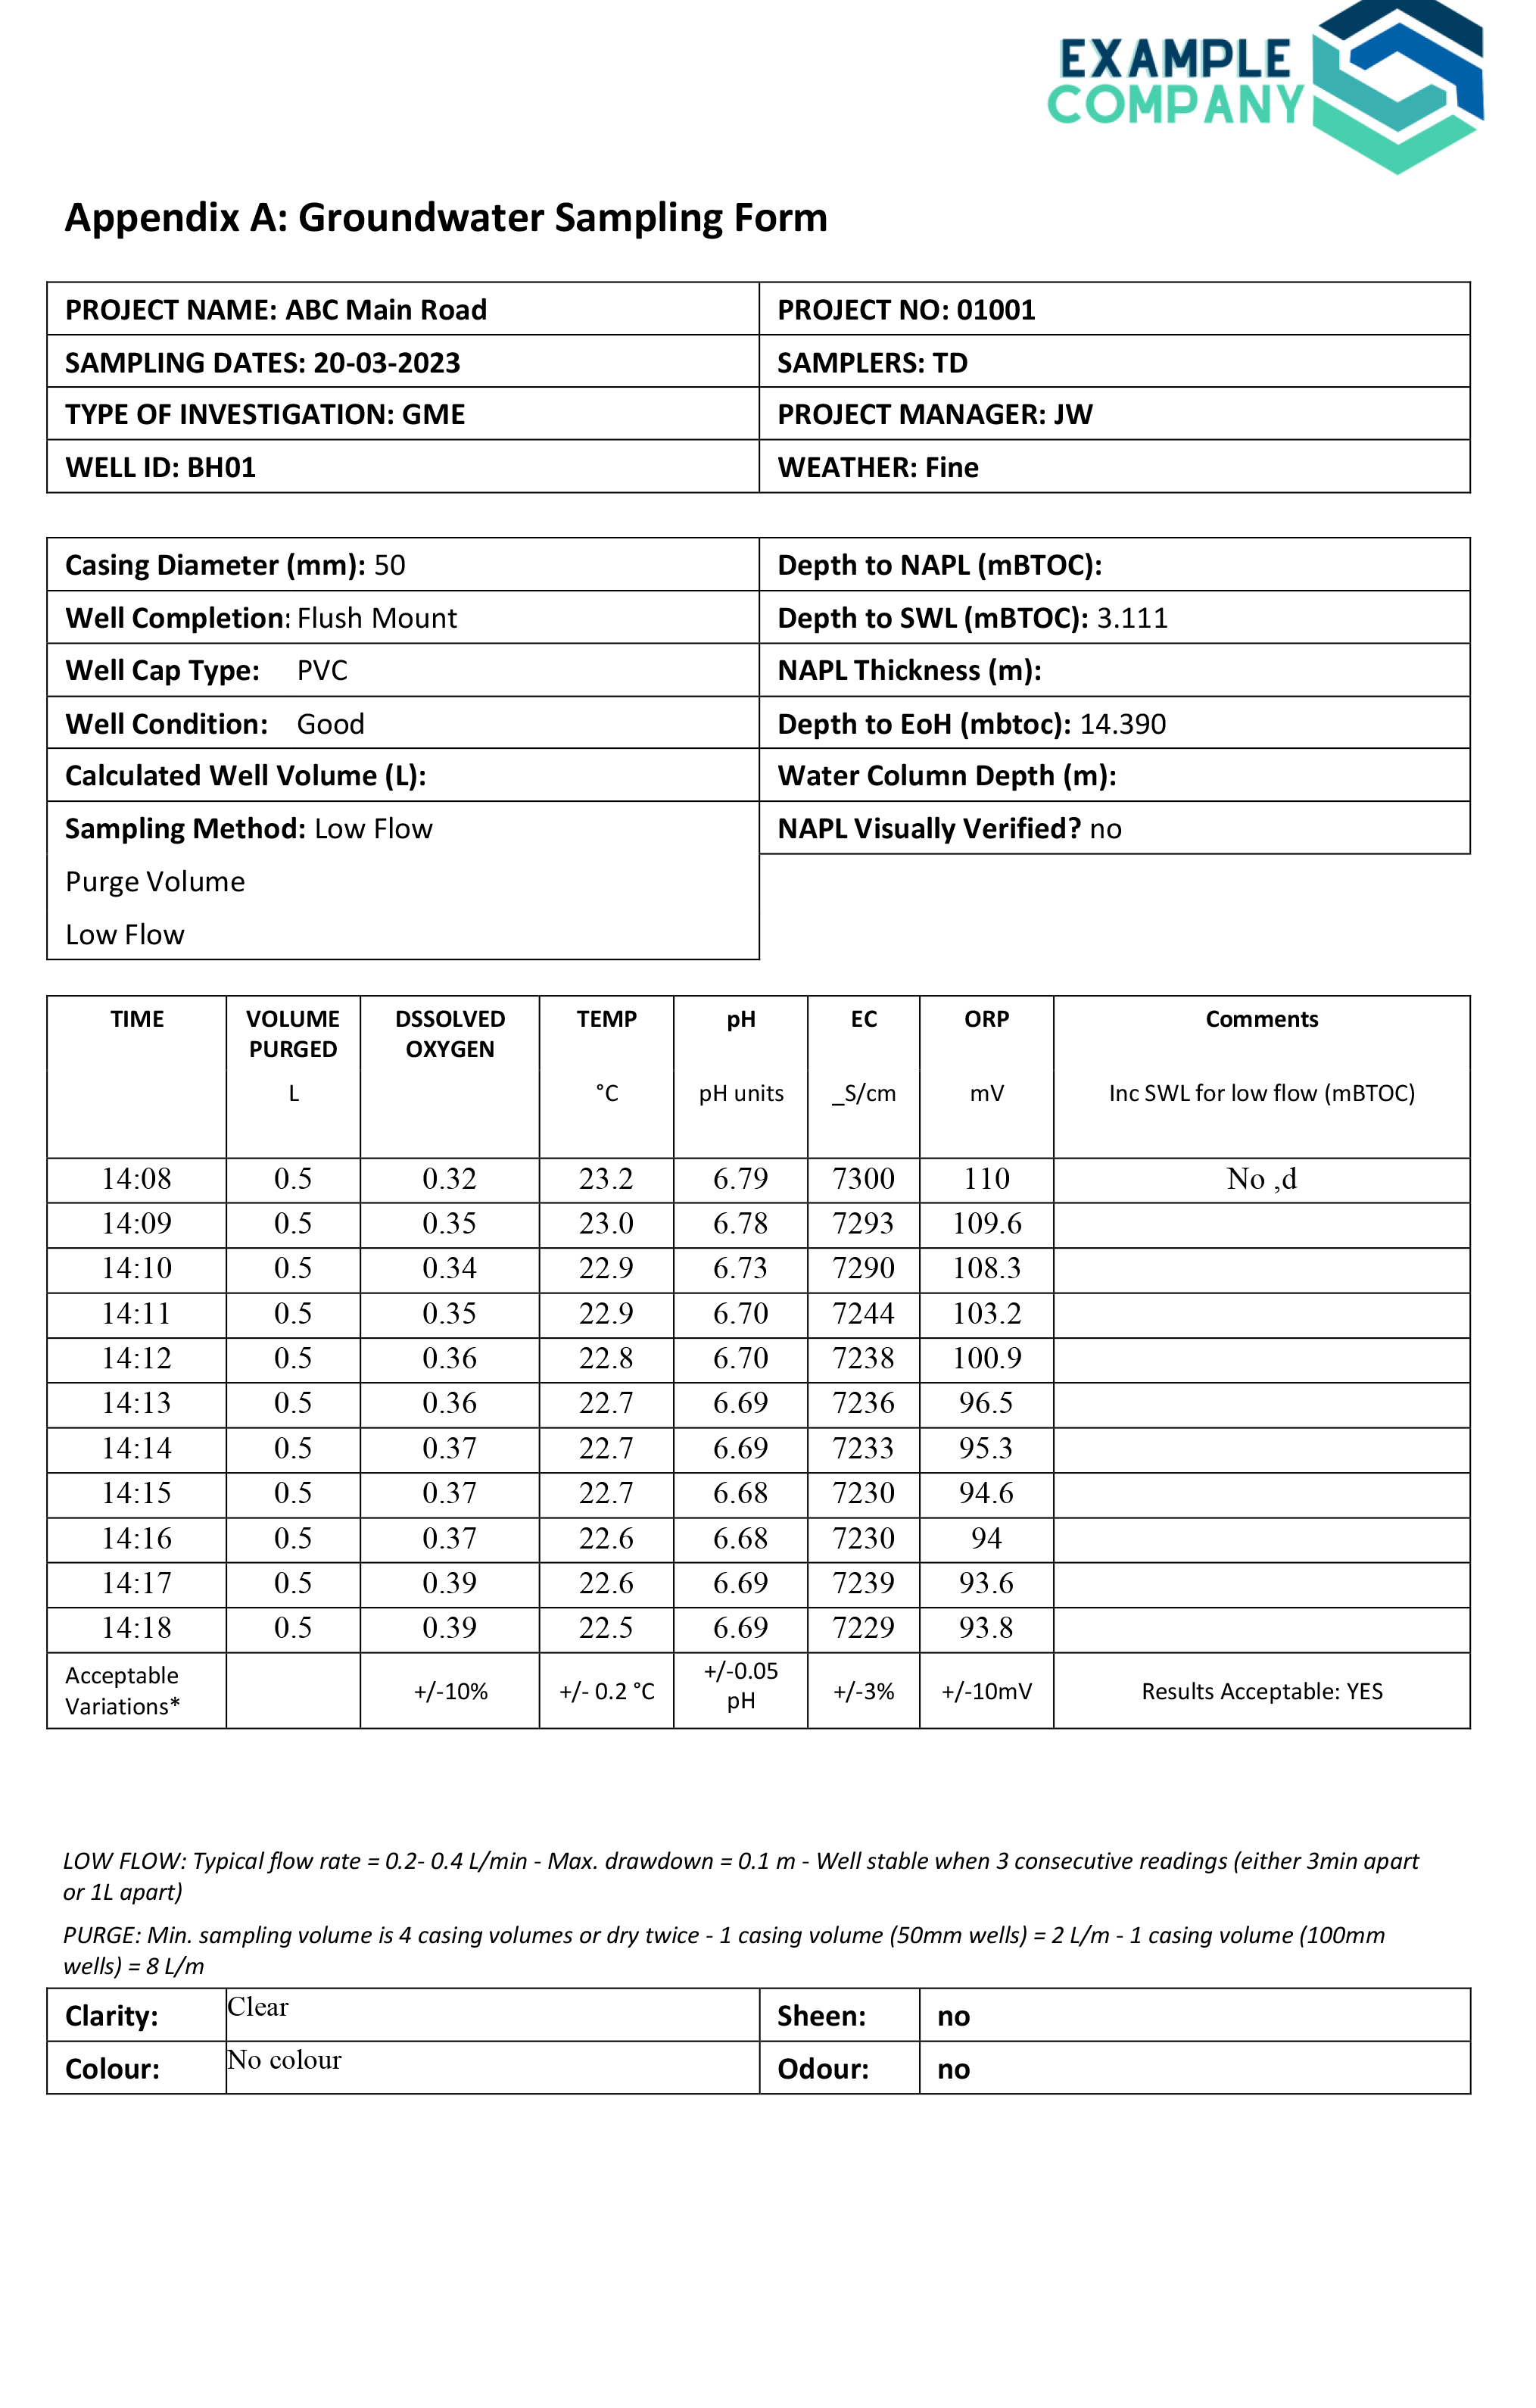 EXAMPLE
COMPANY
Appendix A: Groundwater Sampling Form
PROJECT NAME: ABC Main Road PROJECT NO: 01001
SAMPLING DATES: 20-03-2023 SAMPLERS: TD
TYPE OF INVESTIGATION: GME PROJECT MANAGER: JW
WELL ID: BH01 WEATHER: Fine
Casing Diameter (mm): 50 Depth to NAPL (mBTOC):
Well Completion: Flush Mount Depth to SWL (mBTOC): 3.111
Well Cap Type: PVC NAPL Thickness (m):
Well Condition: Good Depth to EoH (mbtoc): 14.390
Calculated Well Volume (L): Water Column Depth (m):
Sampling Method: Low Flow NAPL Visually Verified? no
Purge Volume
Low Flow
TIME VOLUME DSSOLVED TEMP pH EC ORP Comments
PURGED OXYGEN
L °C pH units _S/cm mV Inc SWL for low flow (mBTOC)
14:08 0.5 0.32 23.2 6.79 7300 110 No ,d
14:09 0.5 0.35 23.0 6.78 7293 109.6
14:10 0.5 0.34 22.9 6.73 7290 108.3
14:11 0.5 0.35 22.9 6.70 7244 103.2
14:12 0.5 0.36 22.8 6.70 7238 100.9
14:13 0.5 0.36 22.7 6.69 7236 96.5
14:14 0.5 0.37 22.7 6.69 7233 95.3
14:15 0.5 0.37 22.7 6.68 7230 94.6
14:16 0.5 0.37 22.6 6.68 7230 94
14:17 0.5 0.39 22.6 6.69 7239 93.6
14:18 0.5 0.39 22.5 6.69 7229 93.8
Acceptable +/-0.05
Variations* +/-10% +/- 0.2 °C pH +/-3% +/-10mV Results Acceptable: YES
LOW FLOW: Typical flow rate = 0.2- 0.4 L/min - Max. drawdown = 0.1 m - Well stable when 3 consecutive readings (either 3min apart
or 1L apart)
PURGE: Min. sampling volume is 4 casing volumes or dry twice - 1 casing volume (50mm wells) = 2 L/m - 1 casing volume (100mm
wells) = 8 L/m
Clarity: Clear Sheen: no
Colour: No colour Odour: no